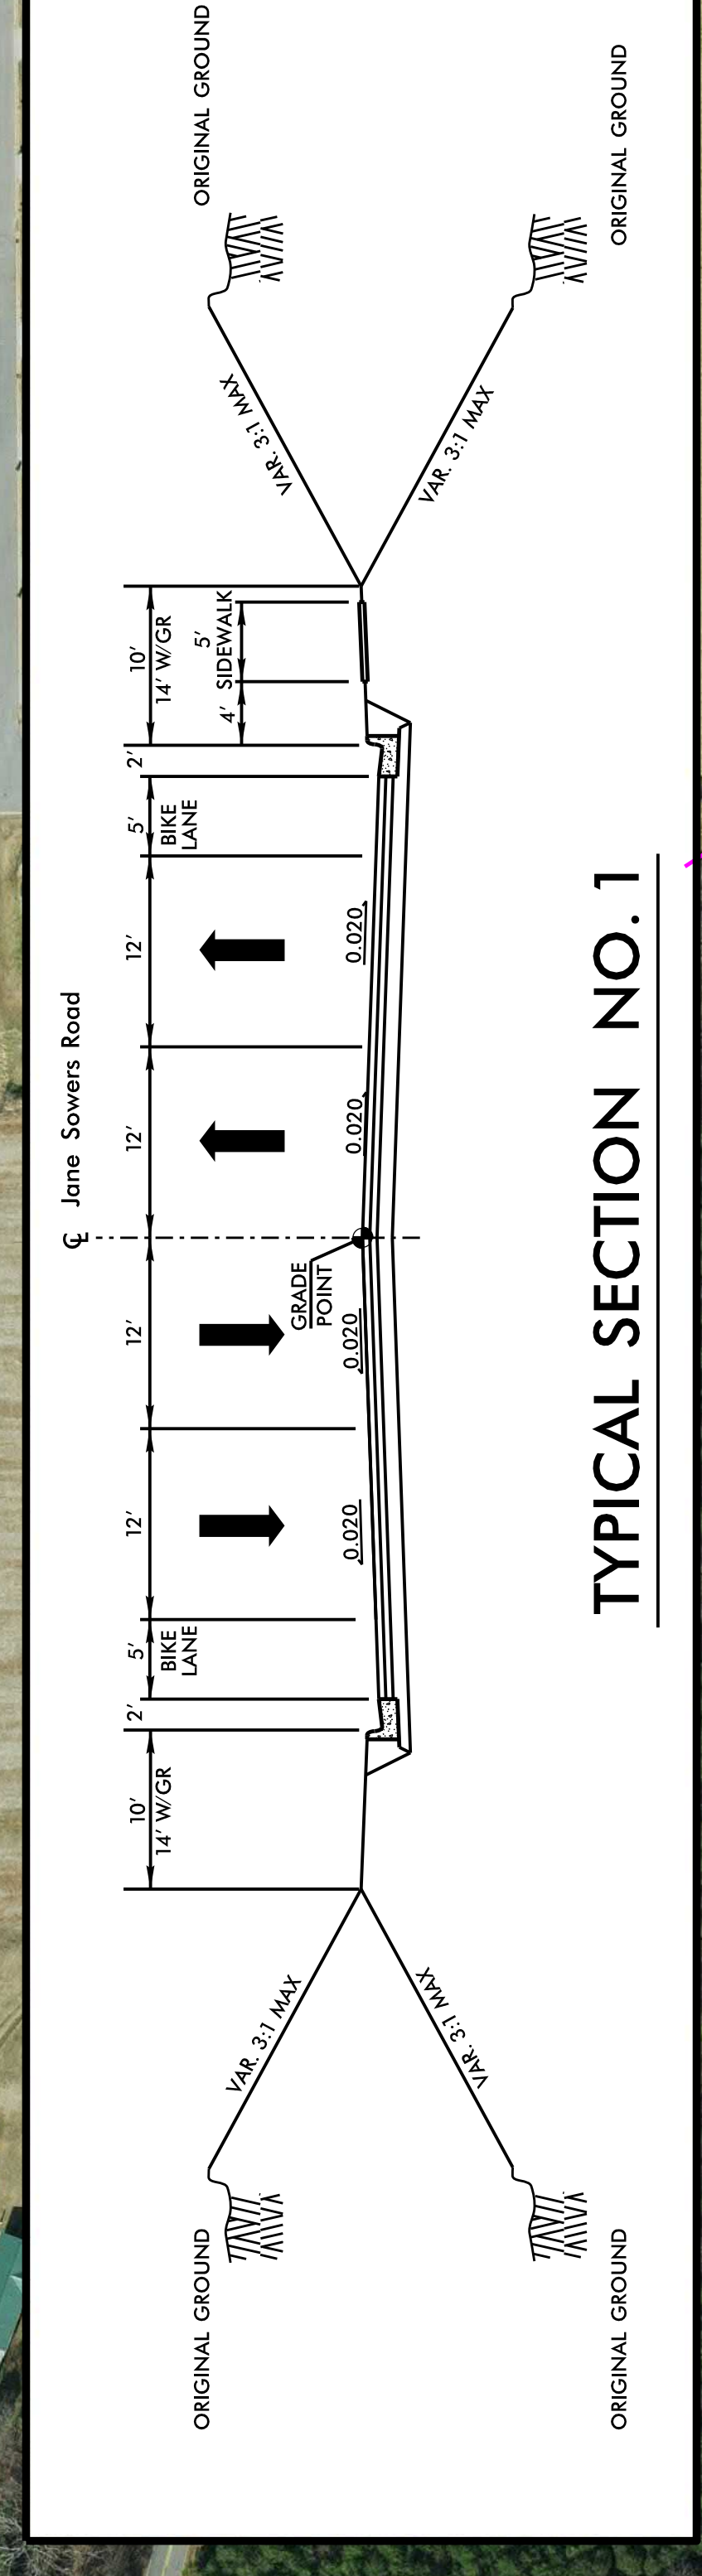 ℄ Jane Sowers Road
10'
14' W/GR
2'
5'
BIKE
LANE
12'
12'
12'
12'
5'
BIKE
LANE
2'
10'
14' W/GR
4'
5'
SIDEWALK
ORIGINAL GROUND
VAR. 3:1 MAX
0.020
0.020
GRADE
POINT
0.020
0.020
VAR. 3:1 MAX
ORIGINAL GROUND
VAR. 3:1 MAX
VAR. 3:1 MAX
ORIGINAL GROUND
ORIGINAL GROUND
TYPICAL SECTION NO. 1